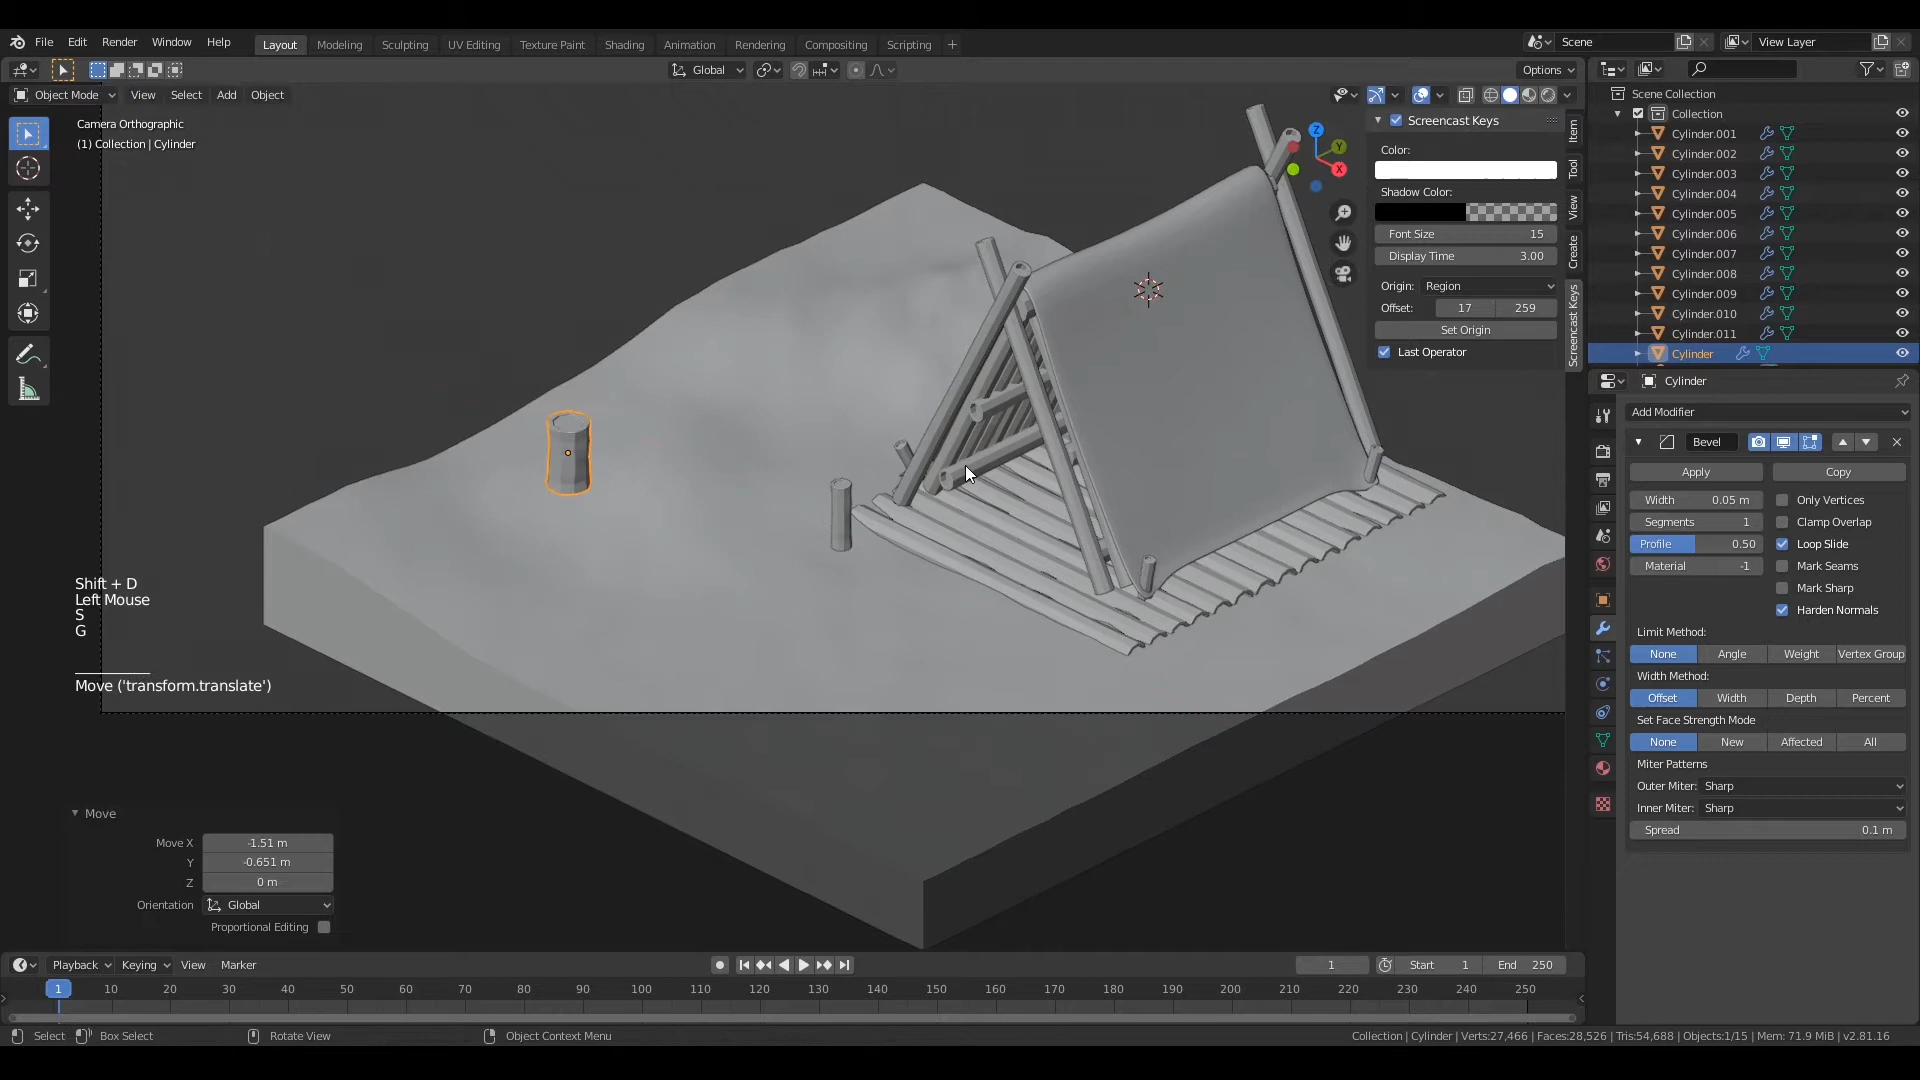 File Edit Render Window Help Layout Modeling Sculpting UV Editing Texture Paint Shading Animation Rendering Compositing Scripting + Scene View Layer
Global Options
Object Mode View Select Add Object
Camera Orthographic
(1) Collection | Cylinder
Shift + D
Left Mouse
S
G
Move ('transform.translate')
Move
Move X -1.51 m
Y -0.651 m
Z 0 m
Orientation Global
Proportional Editing
Z
Y
X
Screencast Keys
Color:
Shadow Color:
Font Size 15
Display Time 3.00
Origin: Region
Offset: 17 259
Set Origin
Last Operator
Item
Tool
View
Create
Screencast Keys
Scene Collection
Collection
Cylinder.001
Cylinder.002
Cylinder.003
Cylinder.004
Cylinder.005
Cylinder.006
Cylinder.007
Cylinder.008
Cylinder.009
Cylinder.010
Cylinder.011
Cylinder
Cylinder
Add Modifier
Bevel
Apply Copy
Width 0.05 m Only Vertices
Segments 1 Clamp Overlap
Profile 0.50 Loop Slide
Material -1 Mark Seams
Mark Sharp
Harden Normals
Limit Method:
None Angle Weight Vertex Group
Width Method:
Offset Width Depth Percent
Set Face Strength Mode
None New Affected All
Miter Patterns
Outer Miter: Sharp
Inner Miter: Sharp
Spread 0.1 m
Playback Keying View Marker 1 Start 1 End 250
1 10 20 30 40 50 60 70 80 90 100 110 120 130 140 150 160 170 180 190 200 210 220 230 240 250
Select Box Select Rotate View Object Context Menu Collection | Cylinder | Verts:27,466 | Faces:28,526 | Tris:54,688 | Objects:1/15 | Mem: 71.9 MiB | v2.81.16